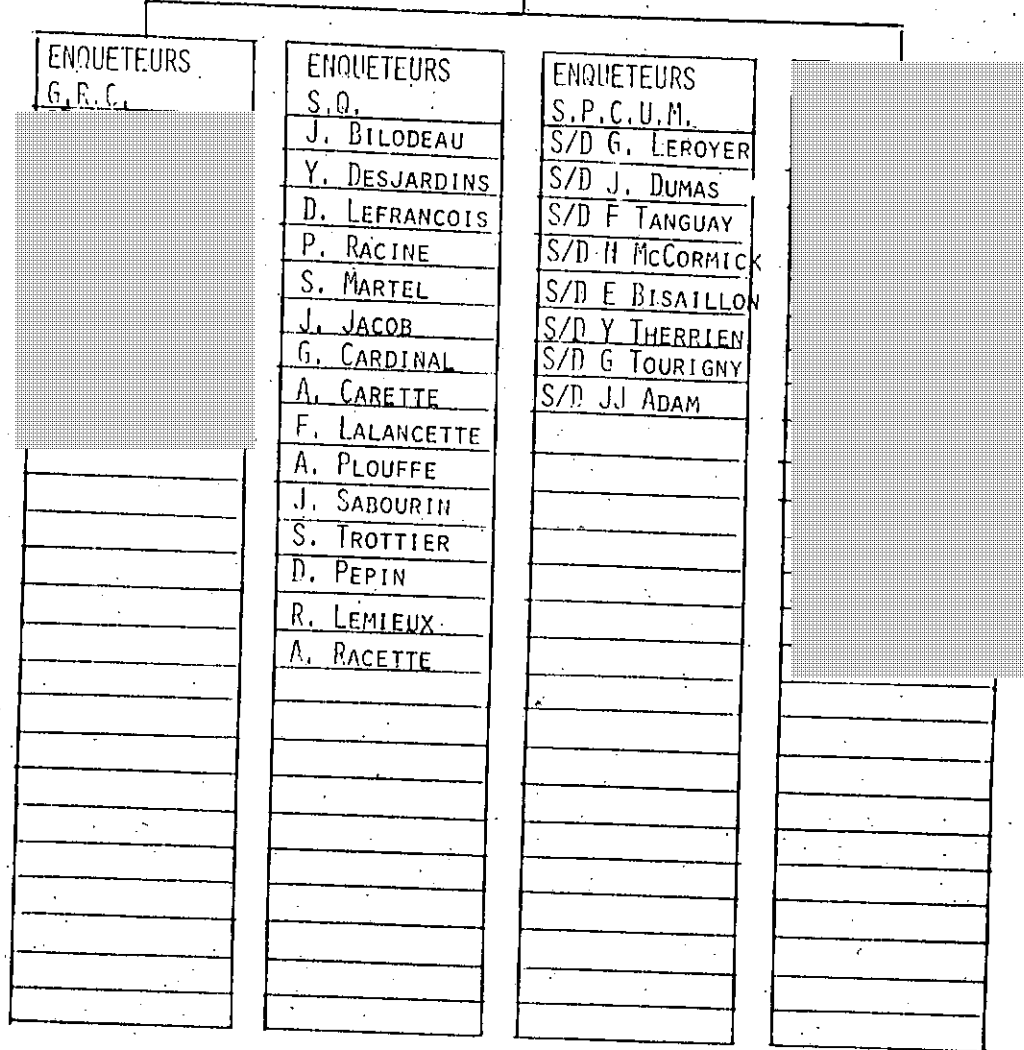 ENQUETEURS
G.R.C.
ENQUETEURS
S.Q.
J. BILODEAU
Y. DESJARDINS
D. LEFRANCOIS
P. RACINE
S. MARTEL
J. JACOB
G. CARDINAL
A. CARETTE
F. LALANCETTE
A. PLOUFFE
J. SABOURIN
S. TROTTIER
D. PEPIN
R. LEMIEUX
A. RACETTE
ENQUETEURS
S.P.C.U.M.
S/D G. LEROYER
S/D J. DUMAS
S/D F TANGUAY
S/D H MCCORMICK
S/D E BISAILLON
S/D Y THERRIEN
S/D G TOURIGNY
S/D JJ ADAM